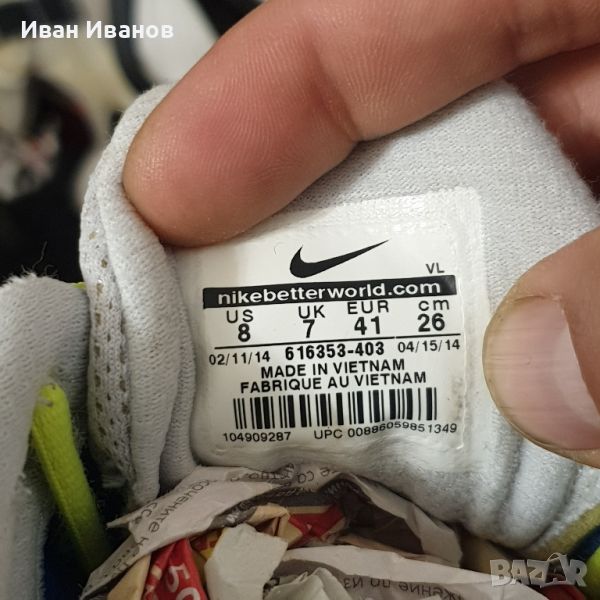 Иван Иванов
VL
nikebetterworld.com
US UK EUR cm
8 7 41 26
02/11/14 616353-403 04/15/14
MADE IN VIETNAM
FABRIQUE AU VIETNAM
104909287 UPC 00886059851349
BAZAR